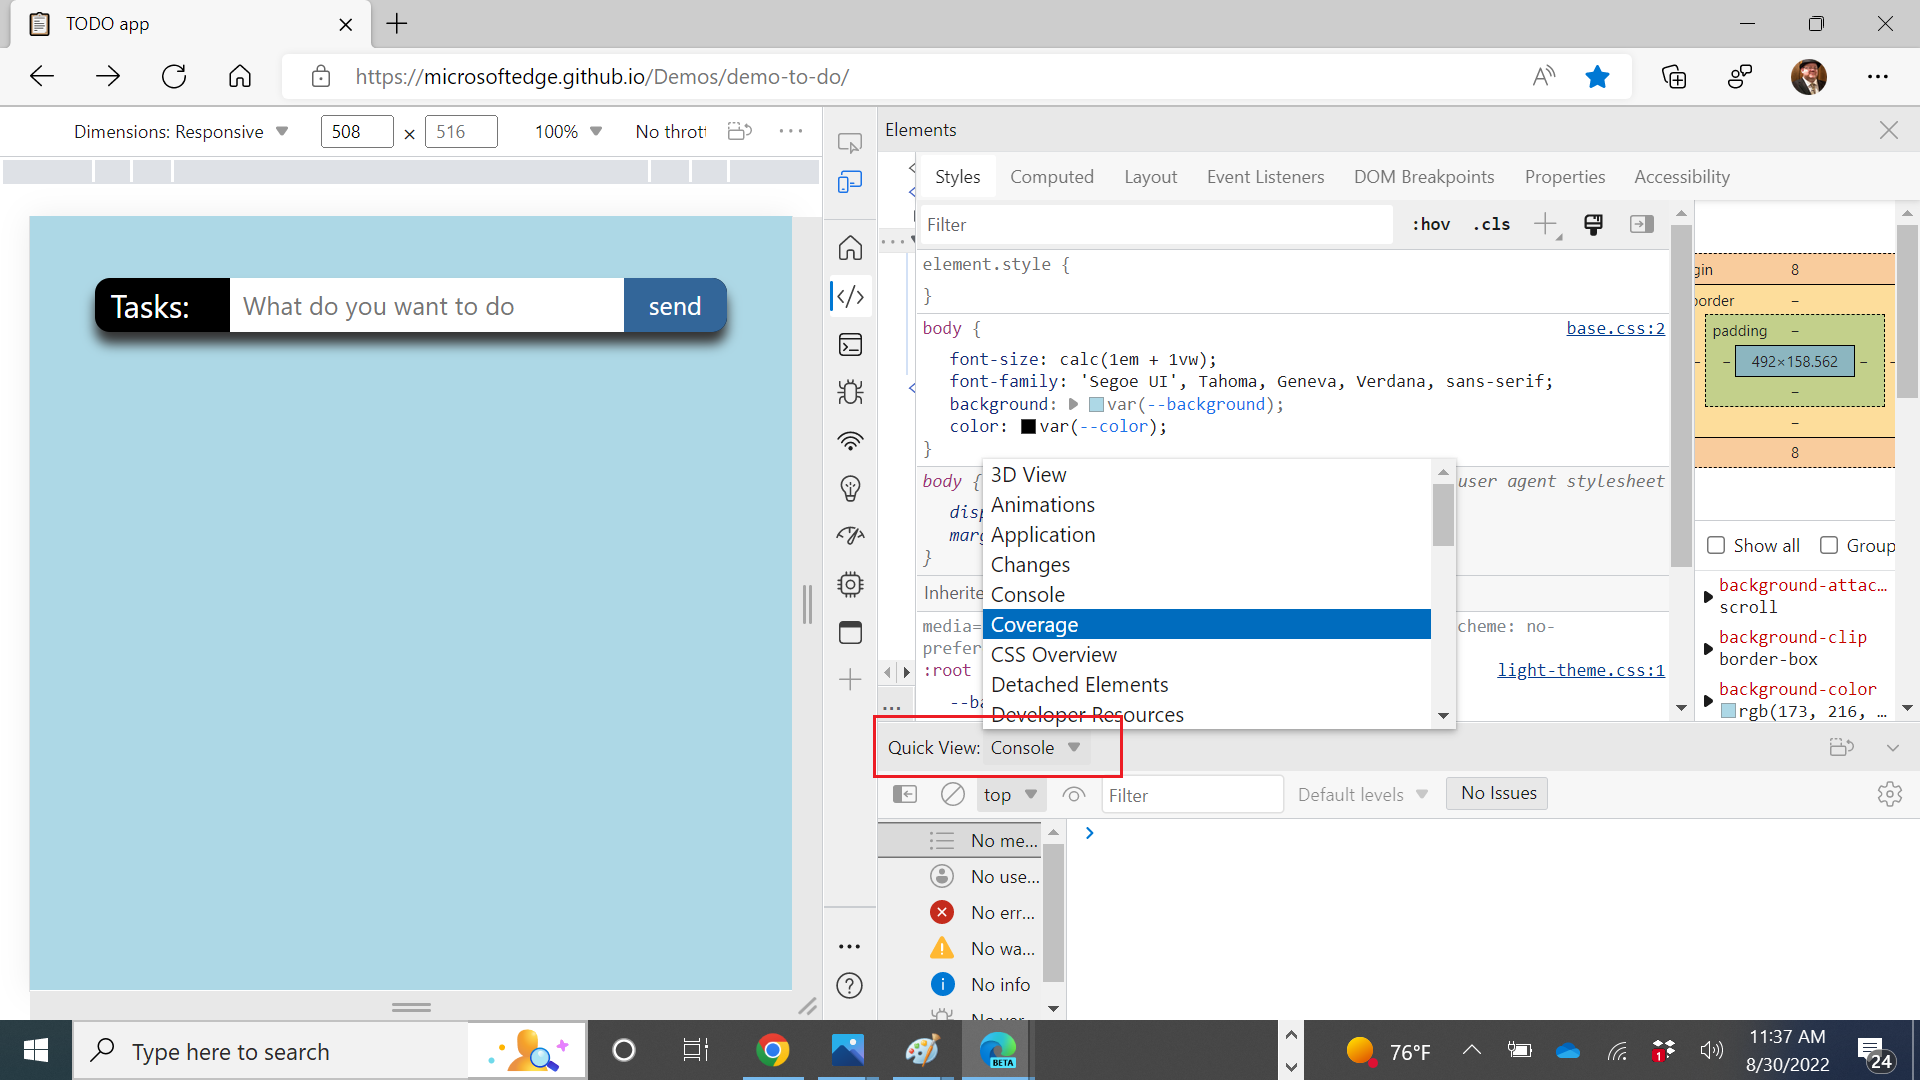 TODO app
https://microsoftedge.github.io/Demos/demo-to-do/
Dimensions: Responsive
508 × 516
100%
No thrott
Tasks:
What do you want to do
send
Elements
Styles Computed Layout Event Listeners DOM Breakpoints Properties Accessibility
Filter
:hov .cls
element.style {
}
body {
base.css:2
font-size: calc(1em + 1vw);
font-family: 'Segoe UI', Tahoma, Geneva, Verdana, sans-serif;
background: var(--background);
color: var(--color);
}
body {
user agent stylesheet
disp
marg
}
Inherite
media=
cheme: no-
prefer
:root
light-theme.css:1
--ba
3D View
Animations
Application
Changes
Console
Coverage
CSS Overview
Detached Elements
Developer Resources
gin 8
border –
padding –
– – 492×158.562 – –
–
–
8
Show all Group
background-attac…
scroll
background-clip
border-box
background-color
rgb(173, 216, …
Quick View: Console
top
Filter
Default levels
No Issues
No me…
No use…
No err…
No wa…
No info
No ver
Type here to search
BETA
76°F
1
11:37 AM
8/30/2022
24